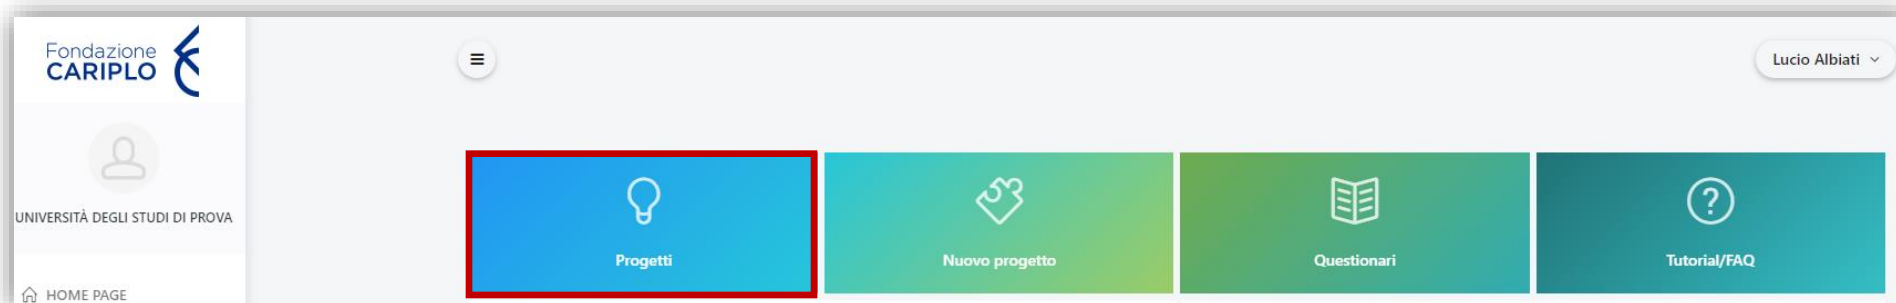 Fondazione
CARIPLO
Lucio Albiati
UNIVERSITÀ DEGLI STUDI DI PROVA
Progetti
Nuovo progetto
Questionari
Tutorial/FAQ
HOME PAGE